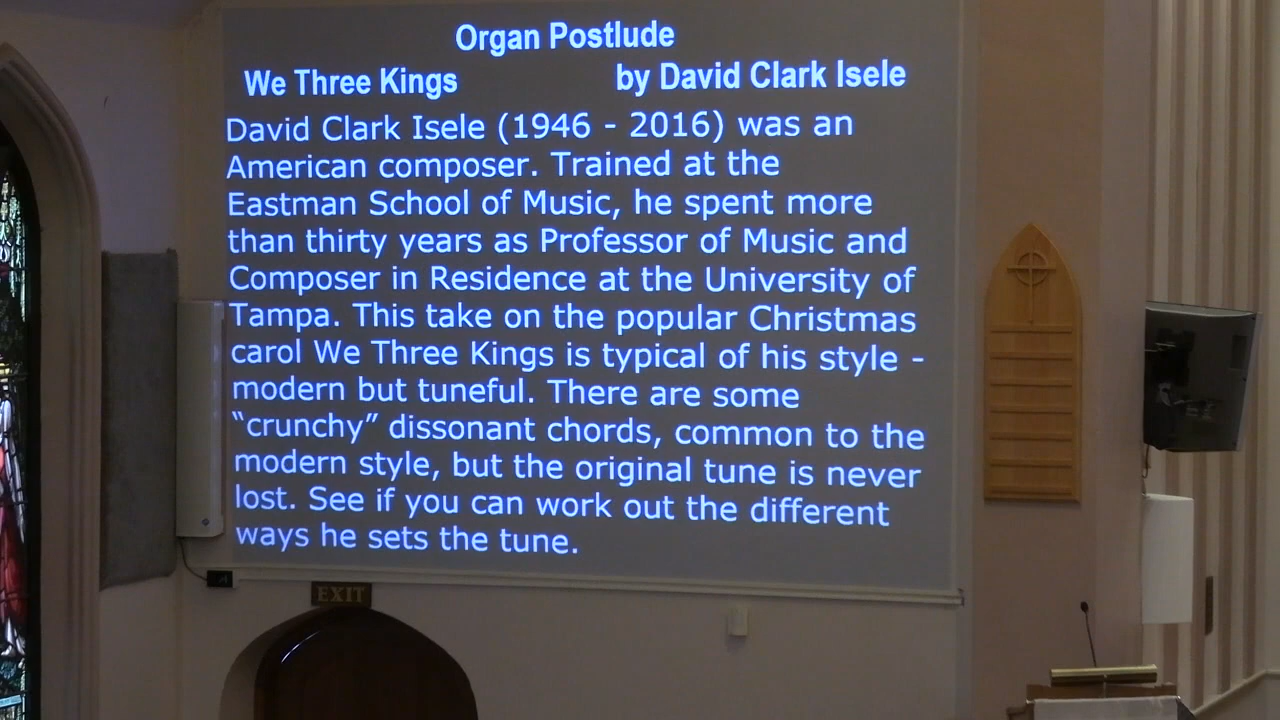 Organ Postlude
We Three Kings by David Clark Isele
David Clark Isele (1946 - 2016) was an
American composer. Trained at the
Eastman School of Music, he spent more
than thirty years as Professor of Music and
Composer in Residence at the University of
Tampa. This take on the popular Christmas
carol We Three Kings is typical of his style -
modern but tuneful. There are some
“crunchy” dissonant chords, common to the
modern style, but the original tune is never
lost. See if you can work out the different
ways he sets the tune.
EXIT